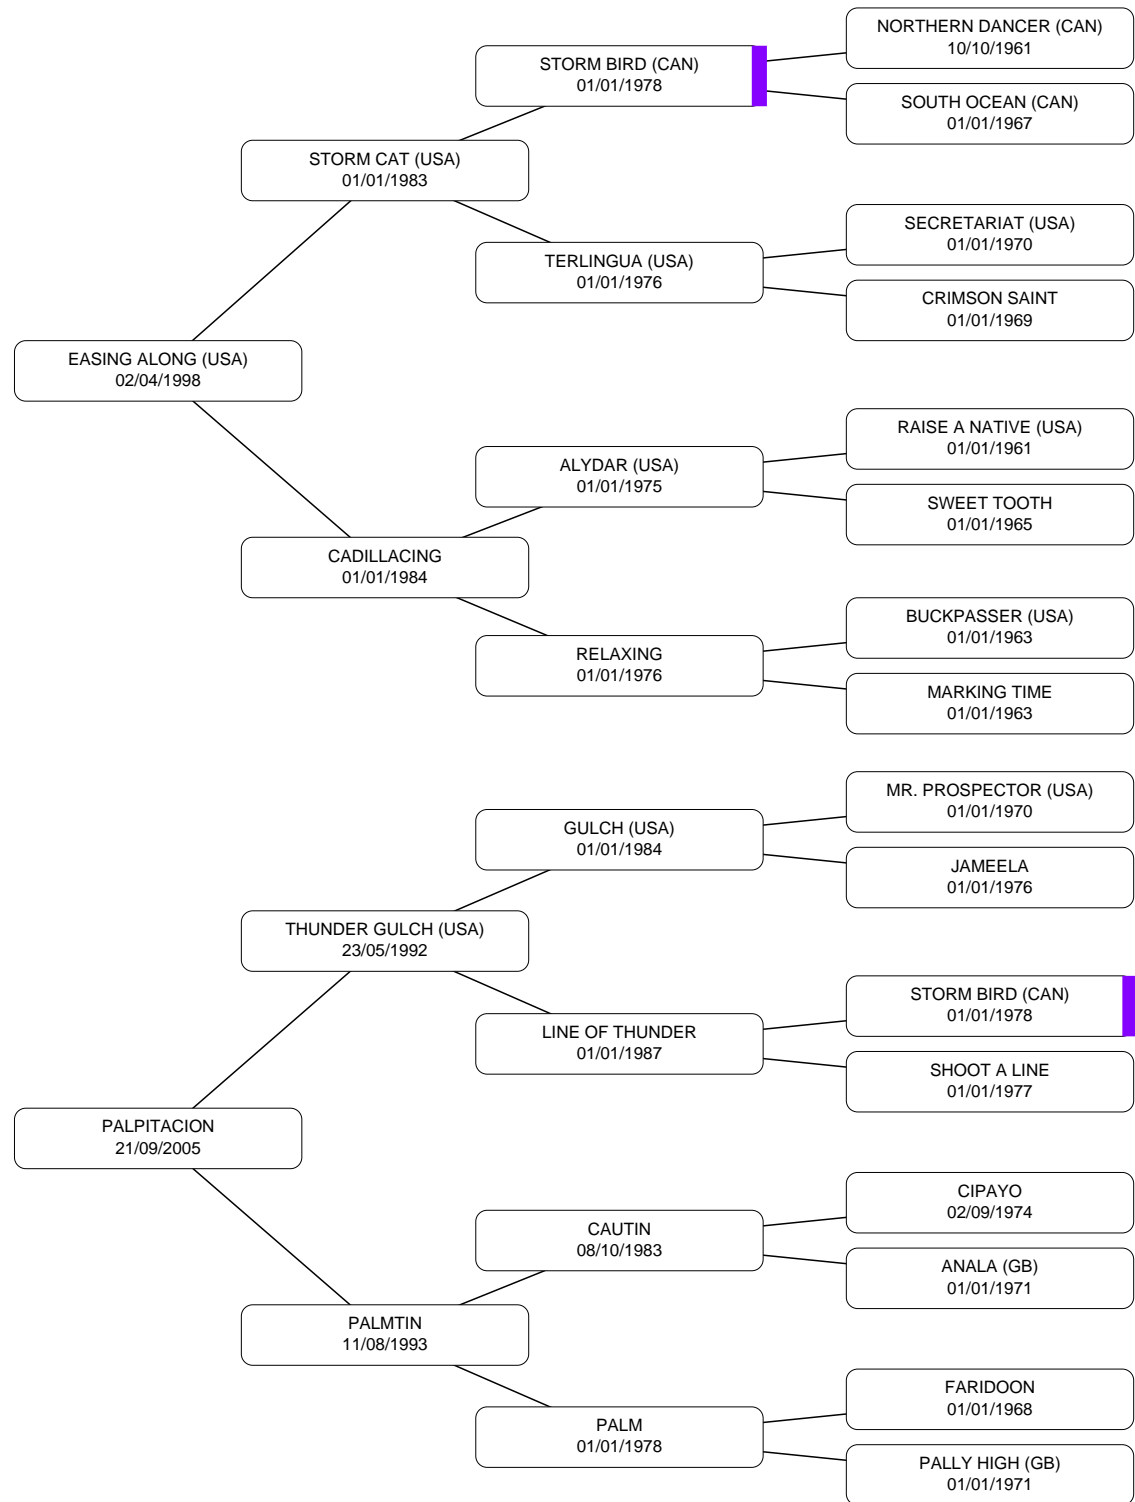 NORTHERN DANCER (CAN)
10/10/1961
STORM BIRD (CAN)
01/01/1978
SOUTH OCEAN (CAN)
01/01/1967
STORM CAT (USA)
01/01/1983
SECRETARIAT (USA)
01/01/1970
TERLINGUA (USA)
01/01/1976
CRIMSON SAINT
01/01/1969
EASING ALONG (USA)
02/04/1998
RAISE A NATIVE (USA)
01/01/1961
ALYDAR (USA)
01/01/1975
SWEET TOOTH
01/01/1965
CADILLACING
01/01/1984
BUCKPASSER (USA)
01/01/1963
RELAXING
01/01/1976
MARKING TIME
01/01/1963
MR. PROSPECTOR (USA)
01/01/1970
GULCH (USA)
01/01/1984
JAMEELA
01/01/1976
THUNDER GULCH (USA)
23/05/1992
STORM BIRD (CAN)
01/01/1978
LINE OF THUNDER
01/01/1987
SHOOT A LINE
01/01/1977
PALPITACION
21/09/2005
CIPAYO
02/09/1974
CAUTIN
08/10/1983
ANALA (GB)
01/01/1971
PALMTIN
11/08/1993
FARIDOON
01/01/1968
PALM
01/01/1978
PALLY HIGH (GB)
01/01/1971